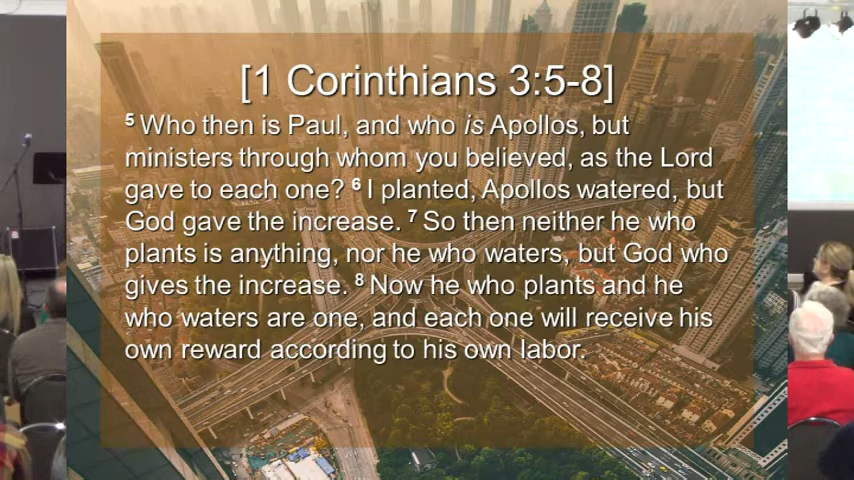 [1 Corinthians 3:5-8]
5 Who then is Paul, and who is Apollos, but
ministers through whom you believed, as the Lord
gave to each one? 6 I planted, Apollos watered, but
God gave the increase. 7 So then neither he who
plants is anything, nor he who waters, but God who
gives the increase. 8 Now he who plants and he
who waters are one, and each one will receive his
own reward according to his own labor.